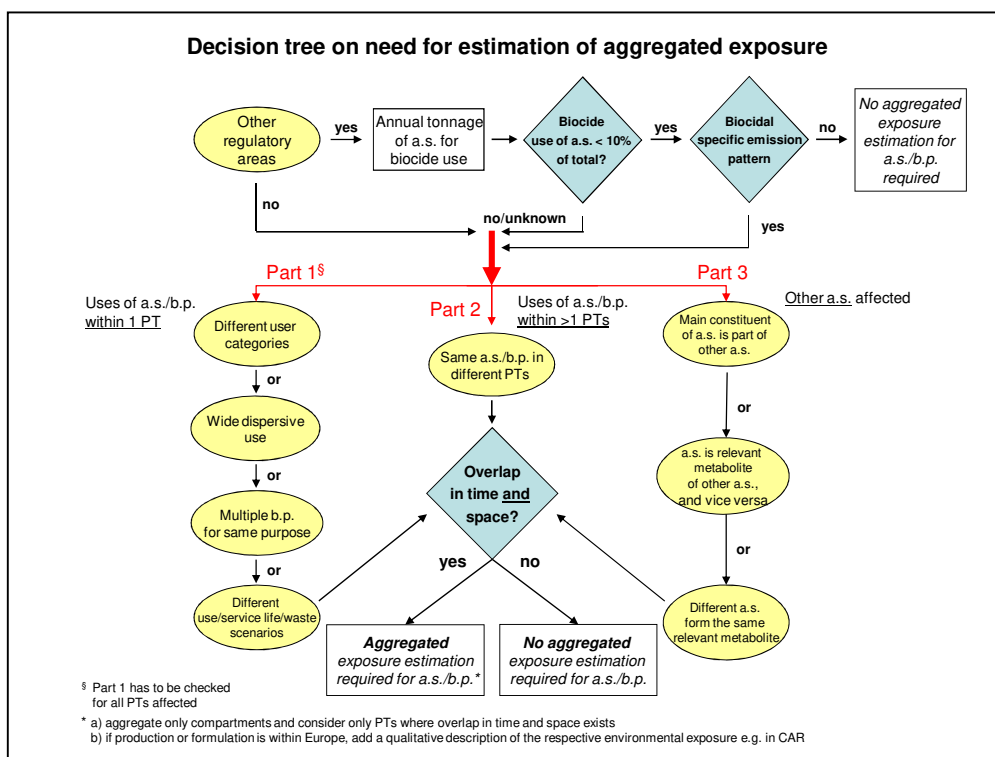 Decision tree on need for estimation of aggregated exposure
Other
regulatory
areas
yes
Annual tonnage
of a.s. for
biocide use
Biocide
use of a.s. < 10%
of total?
yes
Biocidal
specific emission
pattern
no
No aggregated
exposure
estimation for
a.s./b.p.
required
no
no/unknown
yes
Part 1§
Part 2
Part 3
Uses of a.s./b.p.
within 1 PT
Uses of a.s./b.p.
within >1 PTs
Other a.s. affected
Different user
categories
or
Wide dispersive
use
or
Multiple b.p.
for same purpose
or
Different
use/service life/waste
scenarios
Same a.s./b.p. in
different PTs
Overlap
in time and
space?
yes
no
Main constituent
of a.s. is part of
other a.s.
or
a.s. is relevant
metabolite
of other a.s.,
and vice versa
or
Different a.s.
form the same
relevant metabolite
Aggregated
exposure estimation
required for a.s./b.p.*
No aggregated
exposure estimation
required for a.s./b.p.
§ Part 1 has to be checked
for all PTs affected
* a) aggregate only compartments and consider only PTs where overlap in time and space exists
b) if production or formulation is within Europe, add a qualitative description of the respective environmental exposure e.g. in CAR